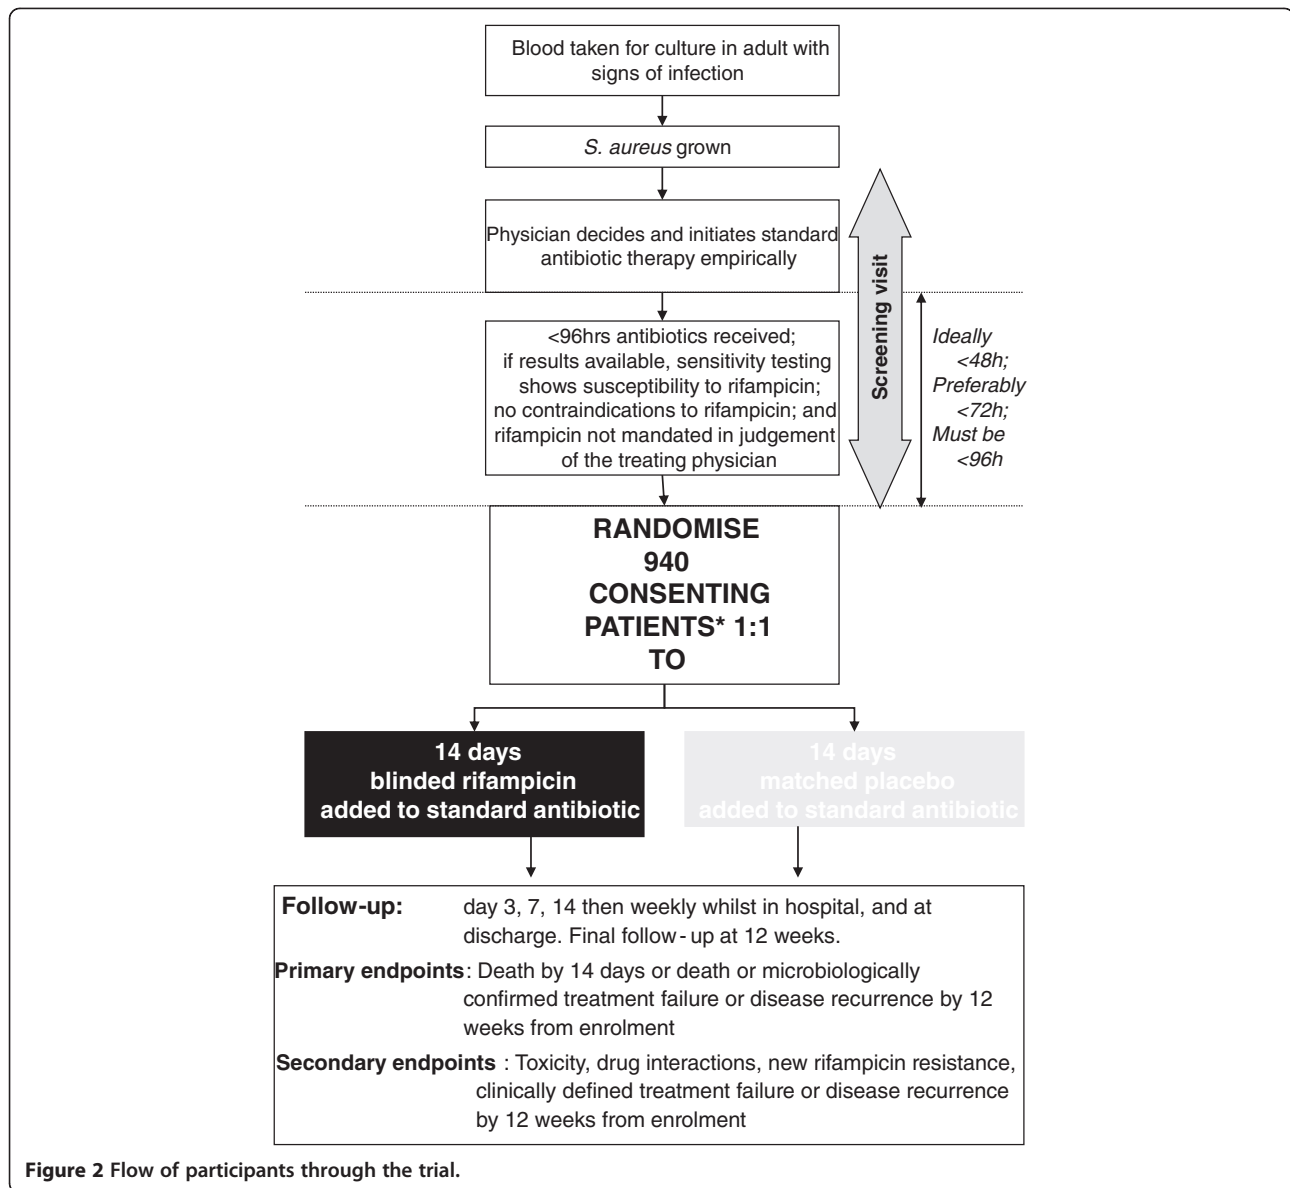 Blood taken for culture in adult with
signs of infection
S. aureus grown
Physician decides and initiates standard
antibiotic therapy empirically
<96hrs antibiotics received;
if results available, sensitivity testing
shows susceptibility to rifampicin;
no contraindications to rifampicin; and
rifampicin not mandated in judgement
of the treating physician
Screening visit
Ideally
<48h;
Preferably
<72h;
Must be
<96h
RANDOMISE
940
CONSENTING
PATIENTS* 1:1
TO
14 days
blinded rifampicin
added to standard antibiotic
14 days
matched placebo
added to standard antibiotic
Follow-up: day 3, 7, 14 then weekly whilst in hospital, and at
discharge. Final follow-up at 12 weeks.
Primary endpoints: Death by 14 days or death or microbiologically
confirmed treatment failure or disease recurrence by 12
weeks from enrolment
Secondary endpoints : Toxicity, drug interactions, new rifampicin resistance,
clinically defined treatment failure or disease recurrence
by 12 weeks from enrolment
Figure 2 Flow of participants through the trial.